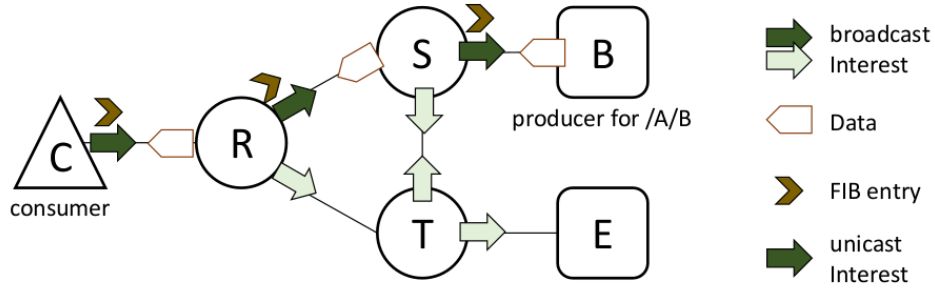 S
B
broadcast
Interest
R
producer for /A/B
Data
C
consumer
FIB entry
T
E
unicast
Interest